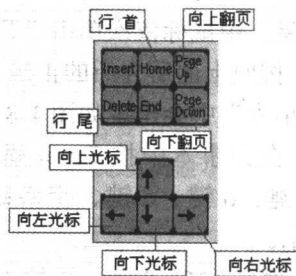 行 首
向上翻页
Insert
Home
Page Up
Delete
End
Page Down
行 尾
向下翻页
向上光标
向左光标
向下光标
向右光标